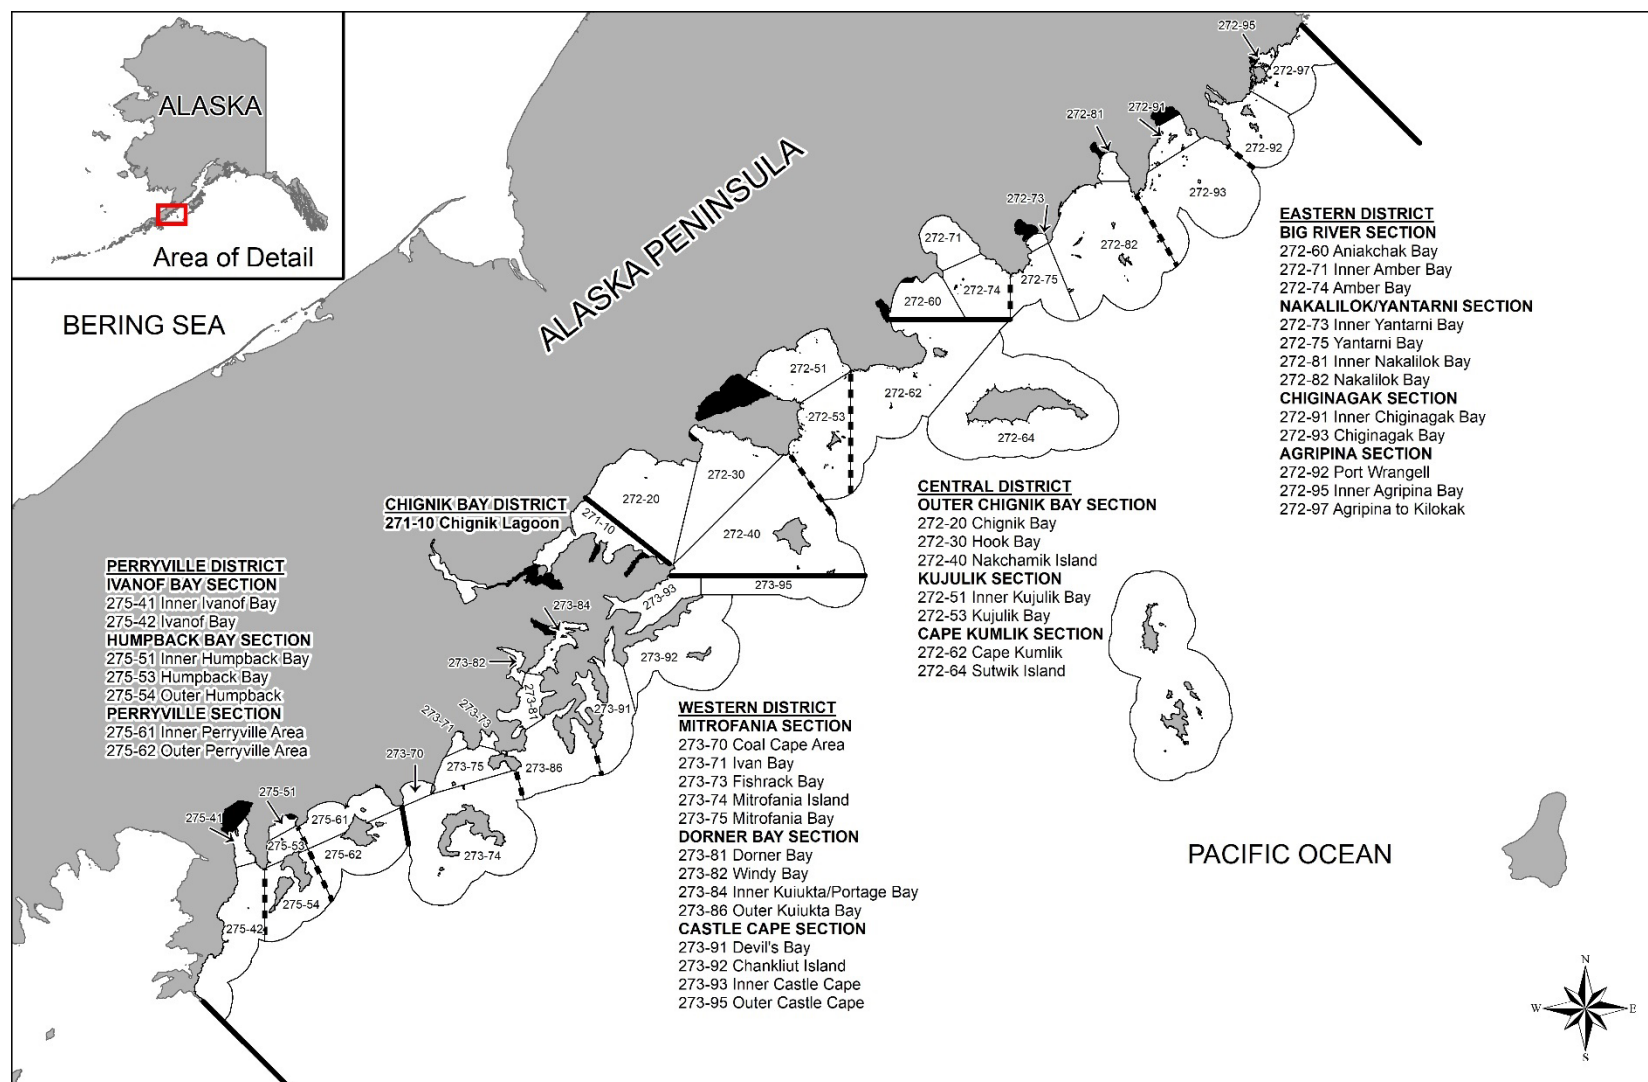 ALASKA
Area of Detail
BERING SEA
ALASKA PENINSULA
PACIFIC OCEAN
272-95
272-97
272-91
272-81
272-92
272-93
272-73
272-71
272-82
272-75
272-74
272-60
272-51
272-62
272-53
272-64
272-30
272-20
271-10
272-40
273-95
273-93
273-84
273-82
273-92
273-81
273-91
273-71
273-73
273-70
273-75
273-86
273-74
275-51
275-41
275-61
275-53
275-62
275-54
275-42
EASTERN DISTRICT
BIG RIVER SECTION
272-60 Aniakchak Bay
272-71 Inner Amber Bay
272-74 Amber Bay
NAKALILOK/YANTARNI SECTION
272-73 Inner Yantarni Bay
272-75 Yantarni Bay
272-81 Inner Nakalilok Bay
272-82 Nakalilok Bay
CHIGINAGAK SECTION
272-91 Inner Chiginagak Bay
272-93 Chiginagak Bay
AGRIPINA SECTION
272-92 Port Wrangell
272-95 Inner Agripina Bay
272-97 Agripina to Kilokak
CENTRAL DISTRICT
OUTER CHIGNIK BAY SECTION
272-20 Chignik Bay
272-30 Hook Bay
272-40 Nakchamik Island
KUJULIK SECTION
272-51 Inner Kujulik Bay
272-53 Kujulik Bay
CAPE KUMLIK SECTION
272-62 Cape Kumlik
272-64 Sutwik Island
CHIGNIK BAY DISTRICT
271-10 Chignik Lagoon
PERRYVILLE DISTRICT
IVANOF BAY SECTION
275-41 Inner Ivanof Bay
275-42 Ivanof Bay
HUMPBACK BAY SECTION
275-51 Inner Humpback Bay
275-53 Humpback Bay
275-54 Outer Humpback
PERRYVILLE SECTION
275-61 Inner Perryville Area
275-62 Outer Perryville Area
WESTERN DISTRICT
MITROFANIA SECTION
273-70 Coal Cape Area
273-71 Ivan Bay
273-73 Fishrack Bay
273-74 Mitrofania Island
273-75 Mitrofania Bay
DORNER BAY SECTION
273-81 Dorner Bay
273-82 Windy Bay
273-84 Inner Kuiukta/Portage Bay
273-86 Outer Kuiukta Bay
CASTLE CAPE SECTION
273-91 Devil's Bay
273-92 Chankliut Island
273-93 Inner Castle Cape
273-95 Outer Castle Cape
N
W
E
S